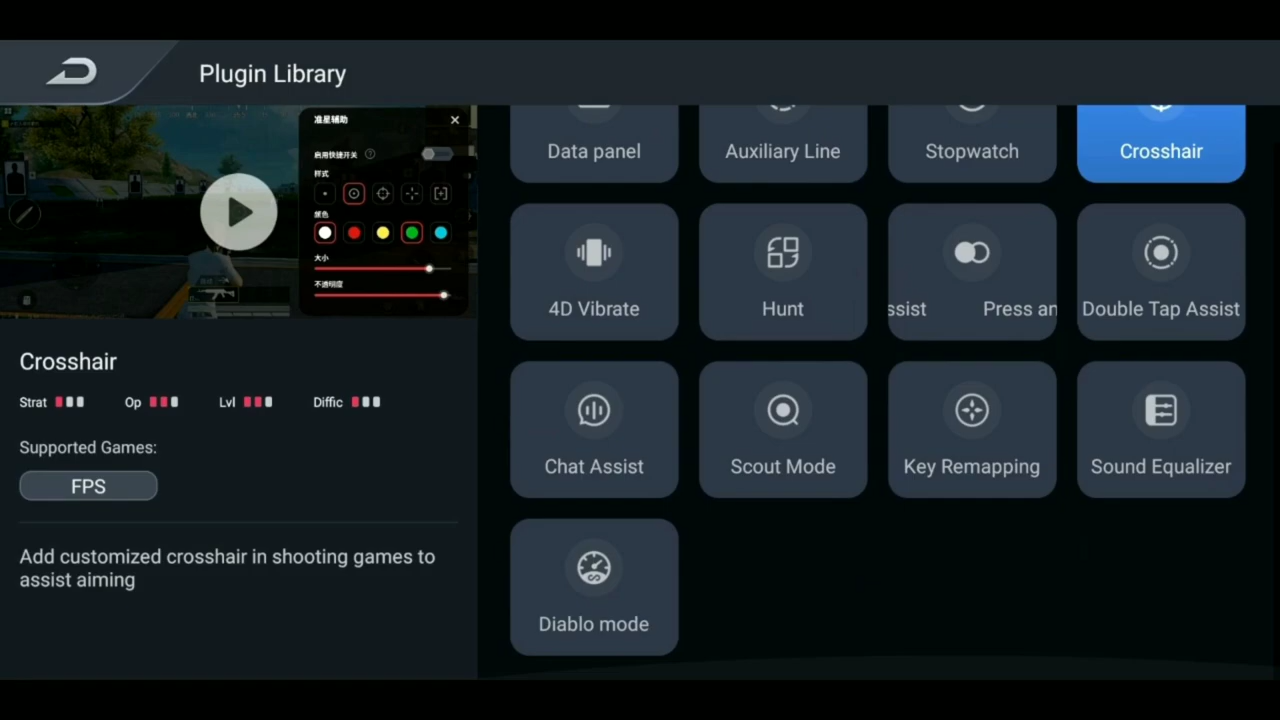 Plugin Library
准星辅助
启用快捷开关
样式
颜色
大小
不透明度
Crosshair
Strat Op Lvl Diffic
Supported Games:
FPS
Add customized crosshair in shooting games to
assist aiming
Data panel
Auxiliary Line
Stopwatch
Crosshair
4D Vibrate
Hunt
ssist Press an
Double Tap Assist
Chat Assist
Scout Mode
Key Remapping
Sound Equalizer
Diablo mode